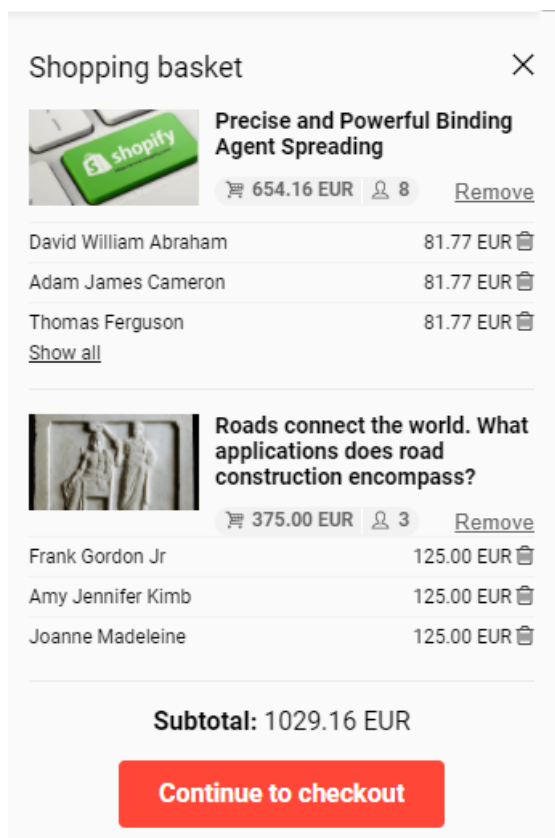 Shopping basket
shopify
Precise and Powerful Binding
Agent Spreading
654.16 EUR 8 Remove
David William Abraham 81.77 EUR
Adam James Cameron 81.77 EUR
Thomas Ferguson 81.77 EUR
Show all
Roads connect the world. What
applications does road
construction encompass?
375.00 EUR 3 Remove
Frank Gordon Jr 125.00 EUR
Amy Jennifer Kimb 125.00 EUR
Joanne Madeleine 125.00 EUR
Subtotal: 1029.16 EUR
Continue to checkout